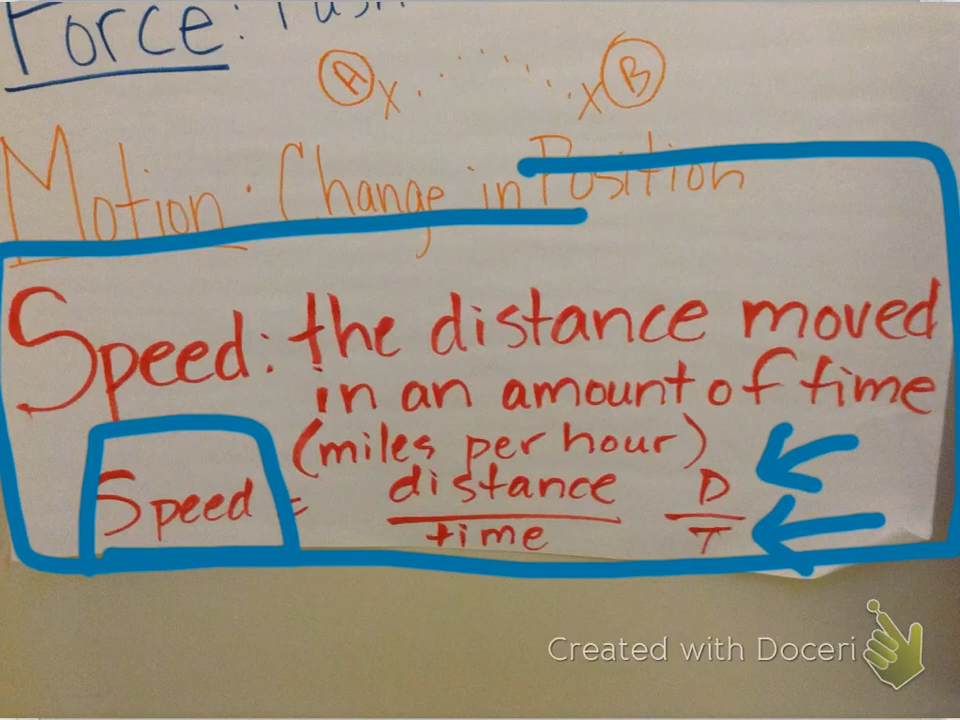 Force: Push
A x x B
Motion: Change in Position
Speed: the distance moved
in an amount of time
(miles per hour)
Speed = distance D
time T
Created with Doceri